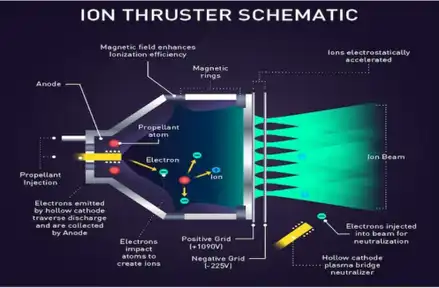 ION THRUSTER SCHEMATIC
Magnetic field enhances
Ionization efficiency
Ions electrostatically
accelerated
Magnetic
rings
Anode
Propellant
atom
Electron
Ion
Ion Beam
Propellant
Injection
Electrons emitted
by hollow cathode
traverse discharge
and are collected
by Anode
Electrons
impact
atoms to
create ions
Positive Grid
(+1090V)
Negative Grid
(-225V)
Electrons injected
into beam for
neutralization
Hollow cathode
plasma bridge
neutralizer